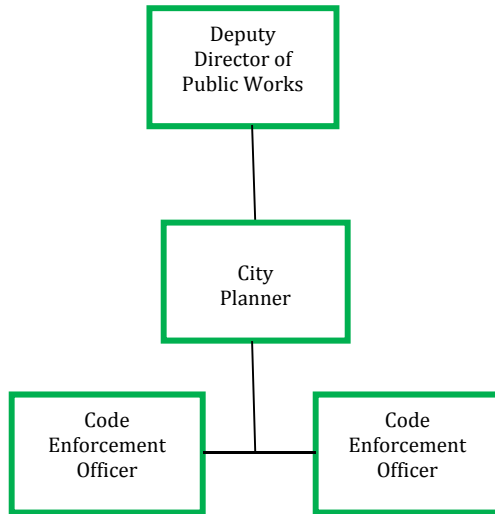 Deputy
Director of
Public Works
City
Planner
Code
Enforcement
Officer
Code
Enforcement
Officer